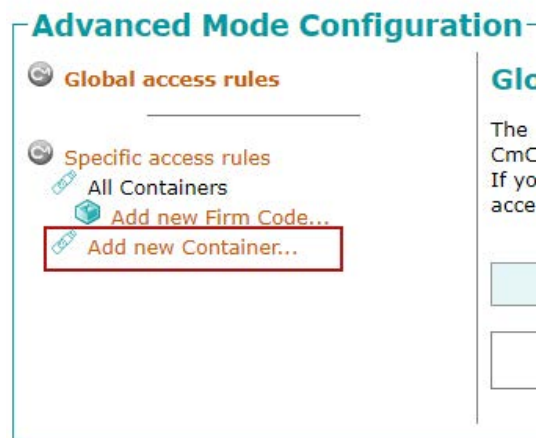 Advanced Mode Configuration
Global access rules
Specific access rules
All Containers
Add new Firm Code...
Add new Container...
Glo
The
CmC
If yo
acce